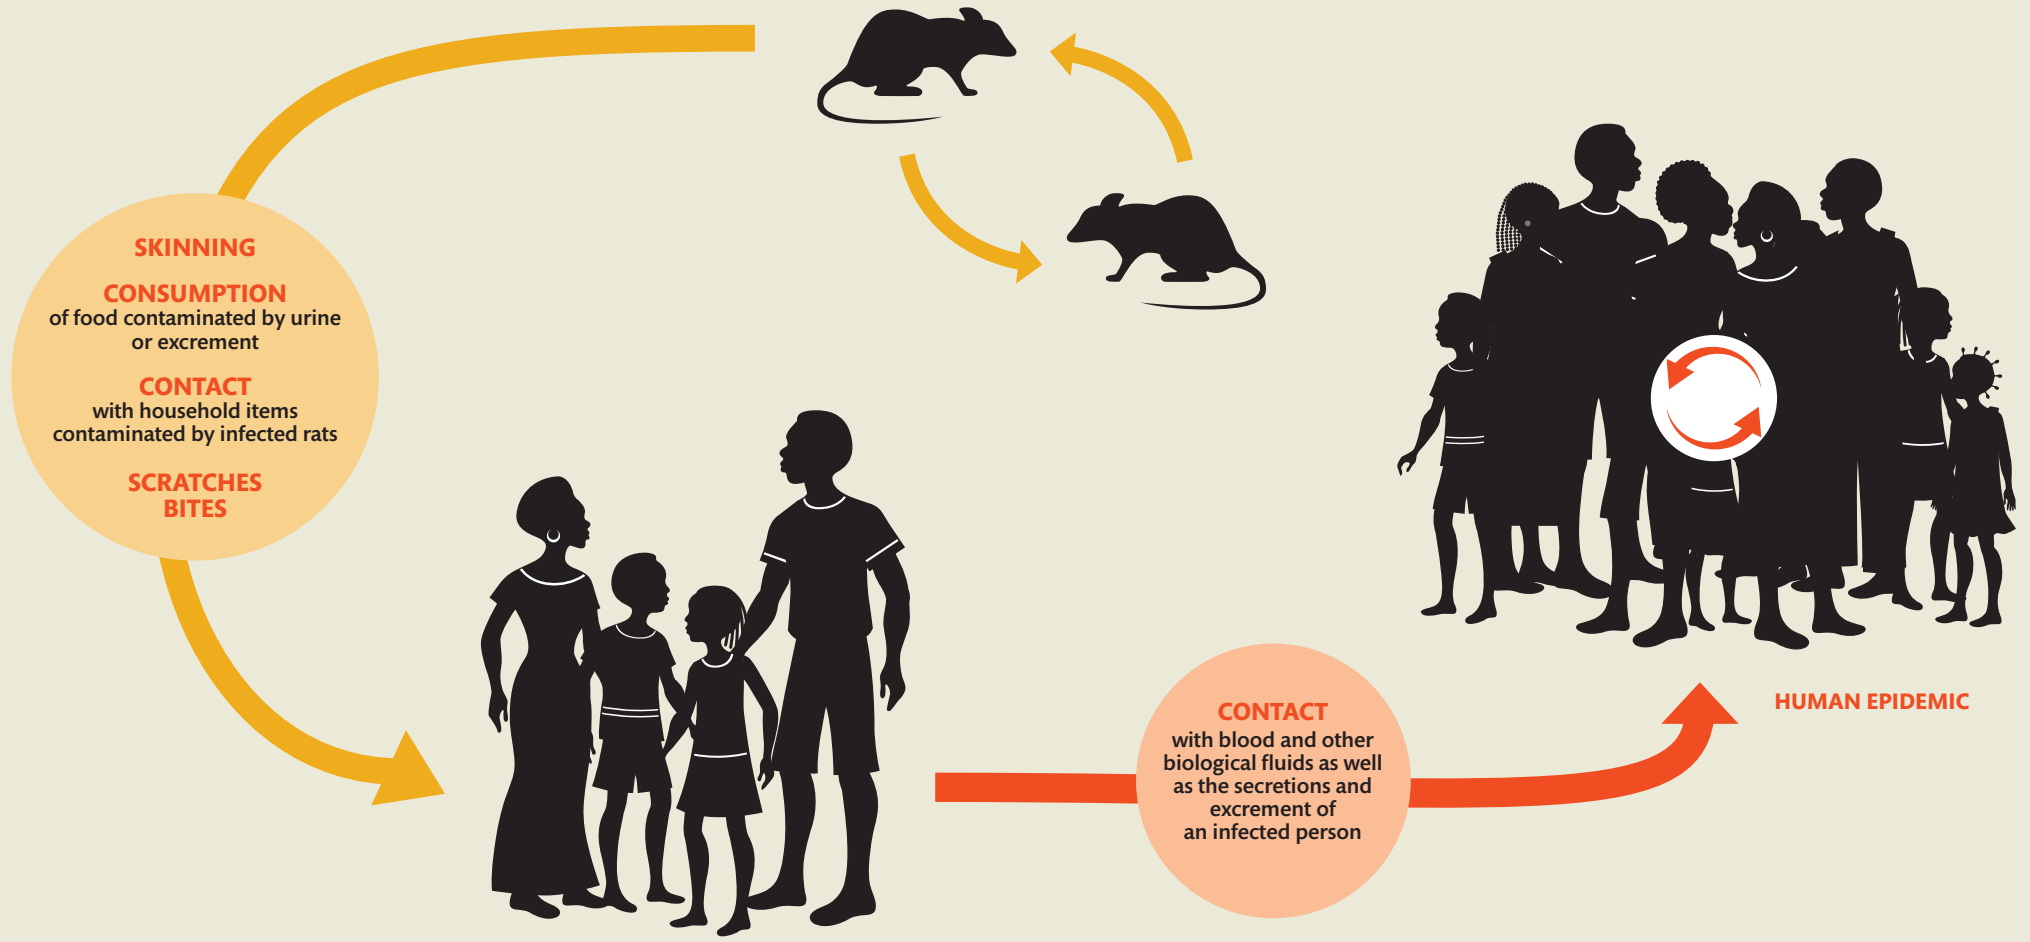 SKINNING
CONSUMPTION
of food contaminated by urine
or excrement
CONTACT
with household items
contaminated by infected rats
SCRATCHES
BITES
CONTACT
with blood and other
biological fluids as well
as the secretions and
excrement of
an infected person
HUMAN EPIDEMIC